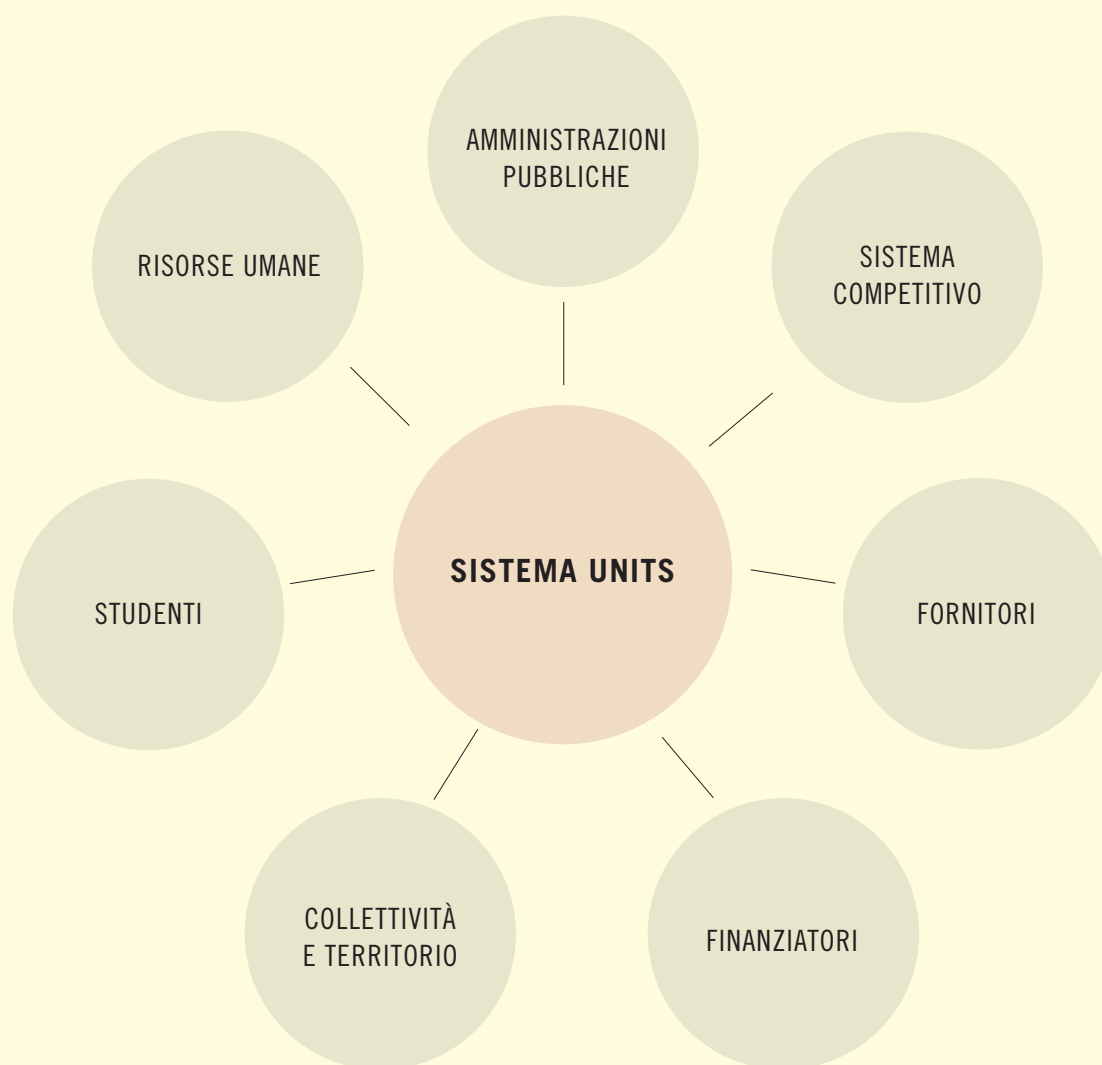 AMMINISTRAZIONI
PUBBLICHE
RISORSE UMANE
SISTEMA
COMPETITIVO
SISTEMA UNITS
STUDENTI
FORNITORI
COLLETTIVITÀ
E TERRITORIO
FINANZIATORI